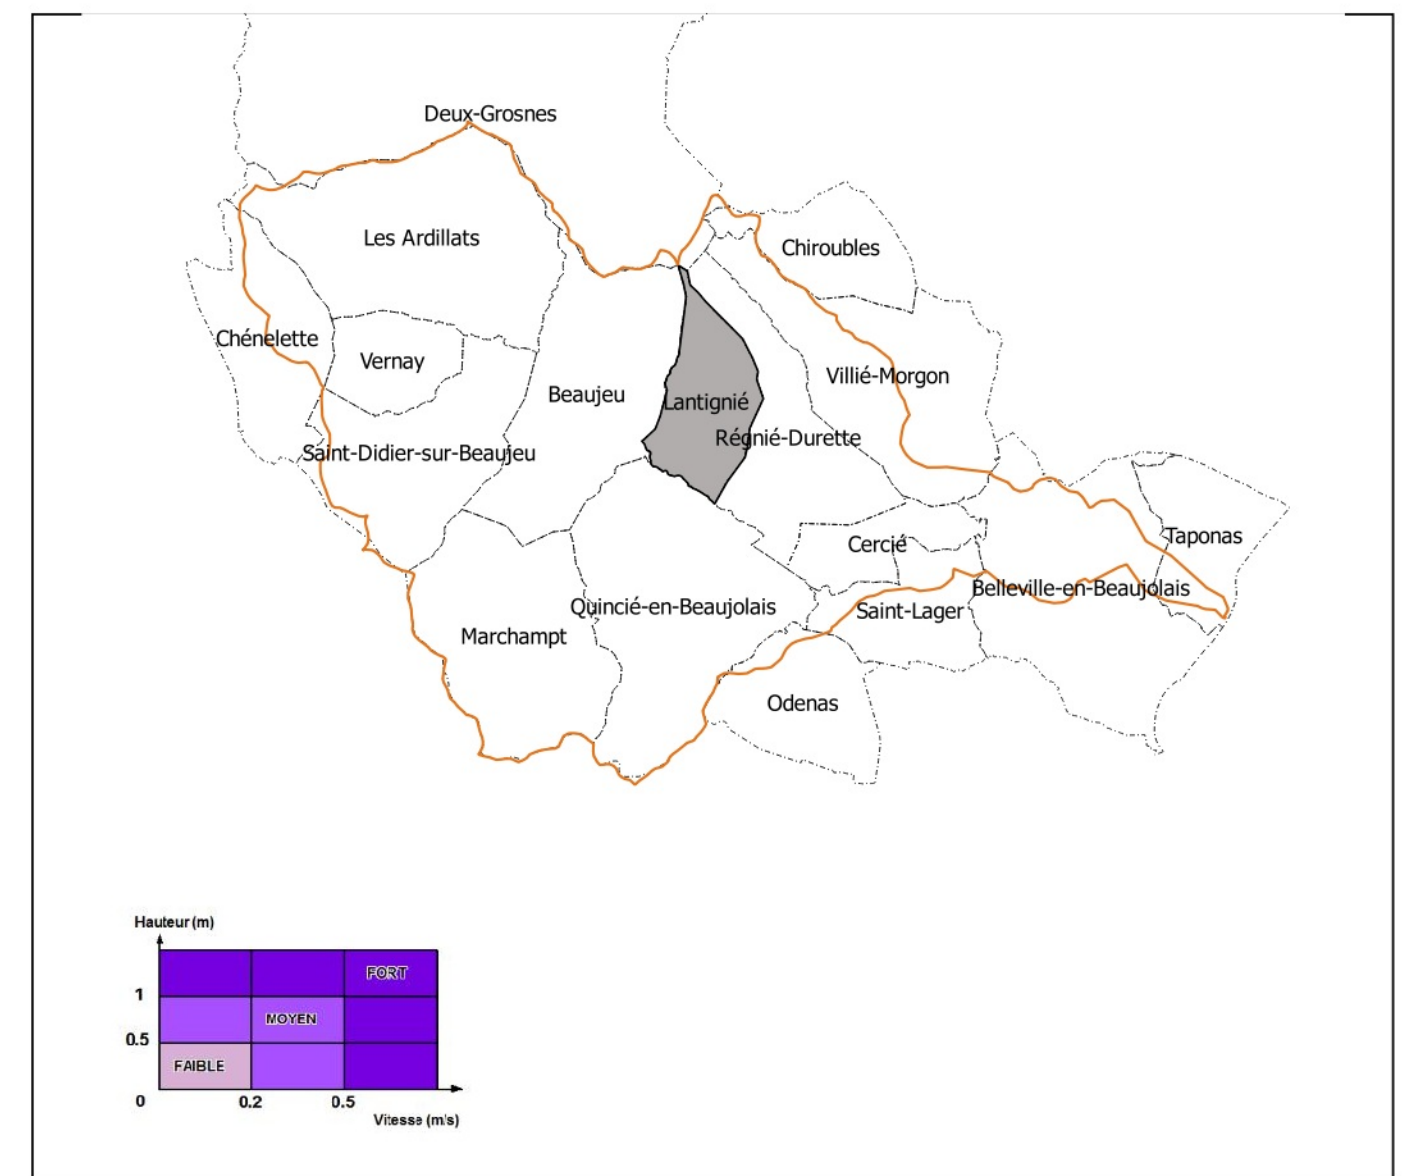 Deux-Grosnes
Les Ardillats
Chiroubles
Chénelette
Vernay
Villié-Morgon
Beaujeu
Lantignié
Régnié-Durette
Saint-Didier-sur-Beaujeu
Taponas
Cercié
Belleville-en-Beaujolais
Quincié-en-Beaujolais
Saint-Lager
Marchampt
Odenas
Hauteur (m)
FORT
1
MOYEN
0.5
FAIBLE
0
0.2
0.5
Vitesse (m/s)